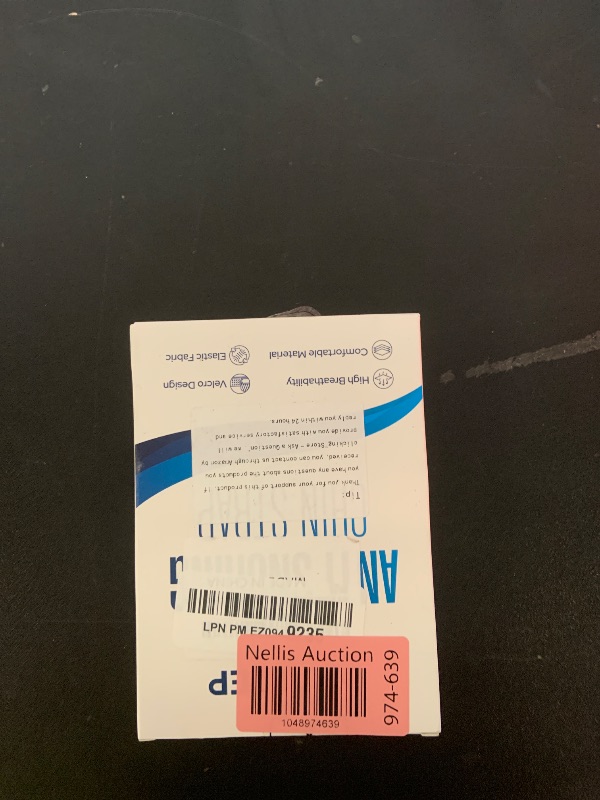 EP
AN
CHIN STRAP
Tip:
Thank you for your support of this product. If
you have any questions about the products you
received, you can contact us through Amazon by
clicking "Store - Ask a Question", we will
provide you with satisfactory service and
reply you within 24 hours
High Breathability
Velcro Design
Comfortable Material
Elastic Fabric
LPN PM EZ094 9235
Nellis Auction
1048974639
974-639